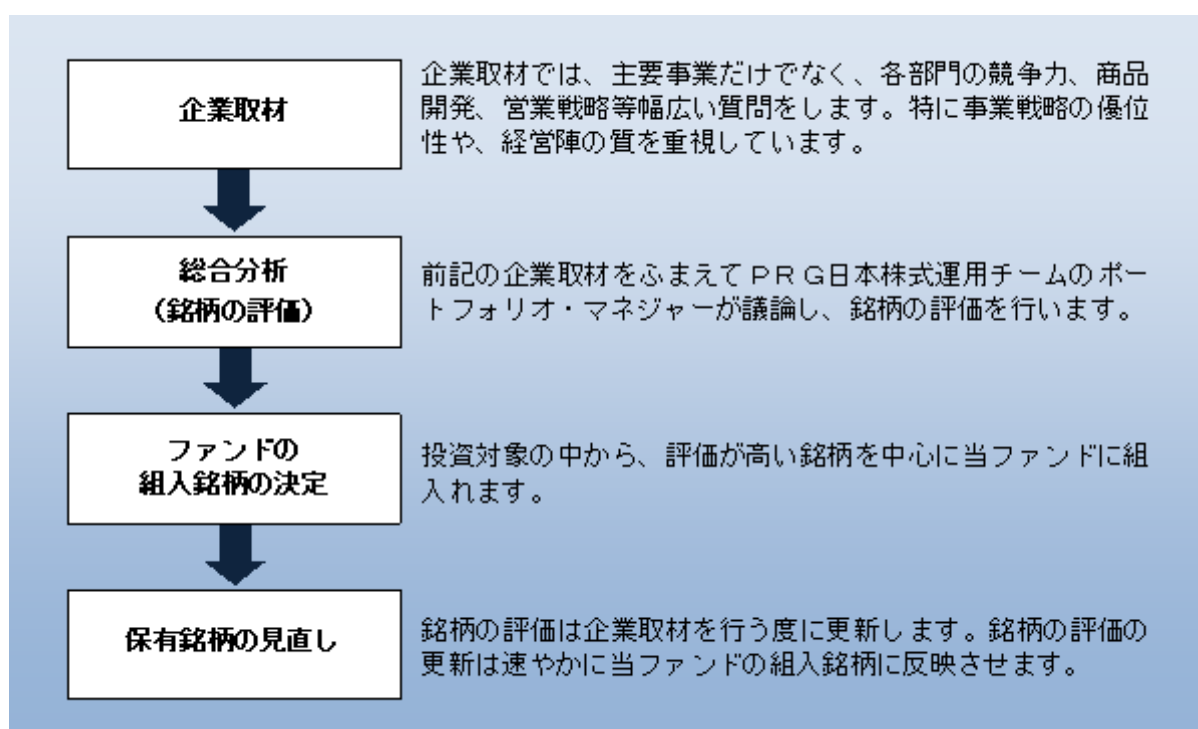 企業取材
企業取材では、主要事業だけでなく、各部門の競争力、商品
開発、営業戦略等幅広い質問をします。特に事業戦略の優位
性や、経営陣の質を重視しています。
総合分析
（銘柄の評価）
前記の企業取材をふまえてＰＲＧ日本株式運用チームのポー
トフォリオ・マネジャーが議論し、銘柄の評価を行います。
ファンドの
組入銘柄の決定
投資対象の中から、評価が高い銘柄を中心に当ファンドに組
入れます。
保有銘柄の見直し
銘柄の評価は企業取材を行う度に更新します。銘柄の評価の
更新は速やかに当ファンドの組入銘柄に反映させます。